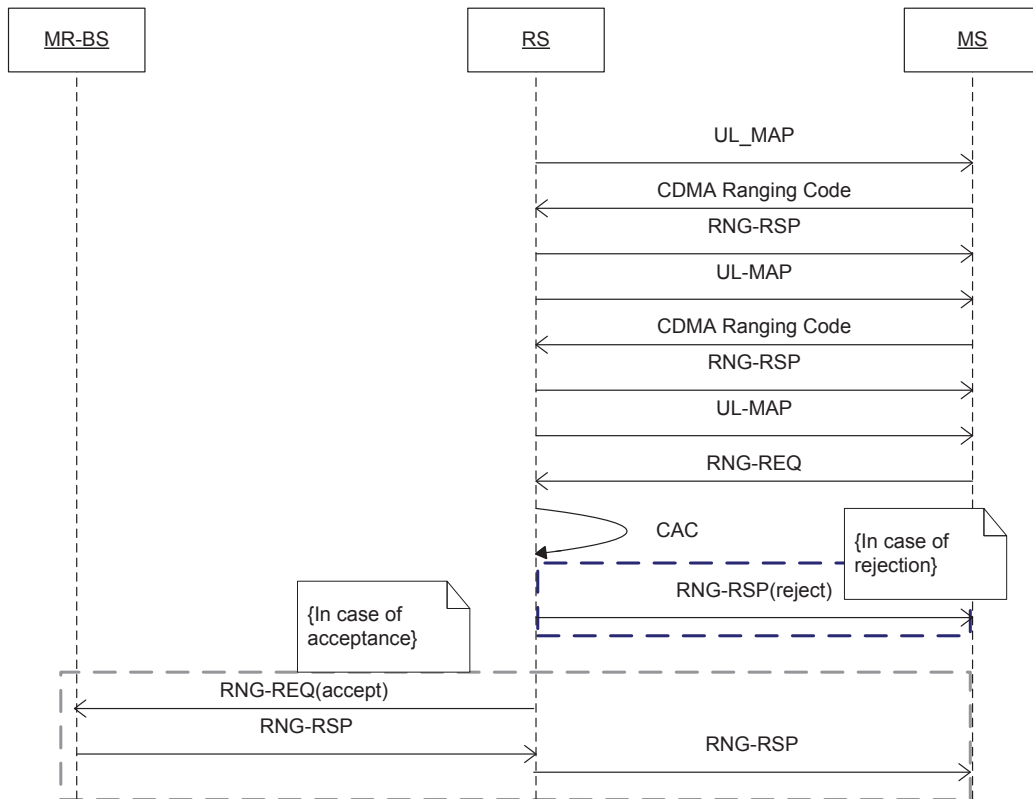 MR-BS
RS
MS
UL_MAP
CDMA Ranging Code
RNG-RSP
UL-MAP
CDMA Ranging Code
RNG-RSP
UL-MAP
RNG-REQ
CAC
{In case of
rejection}
RNG-RSP(reject)
{In case of
acceptance}
RNG-REQ(accept)
RNG-RSP
RNG-RSP